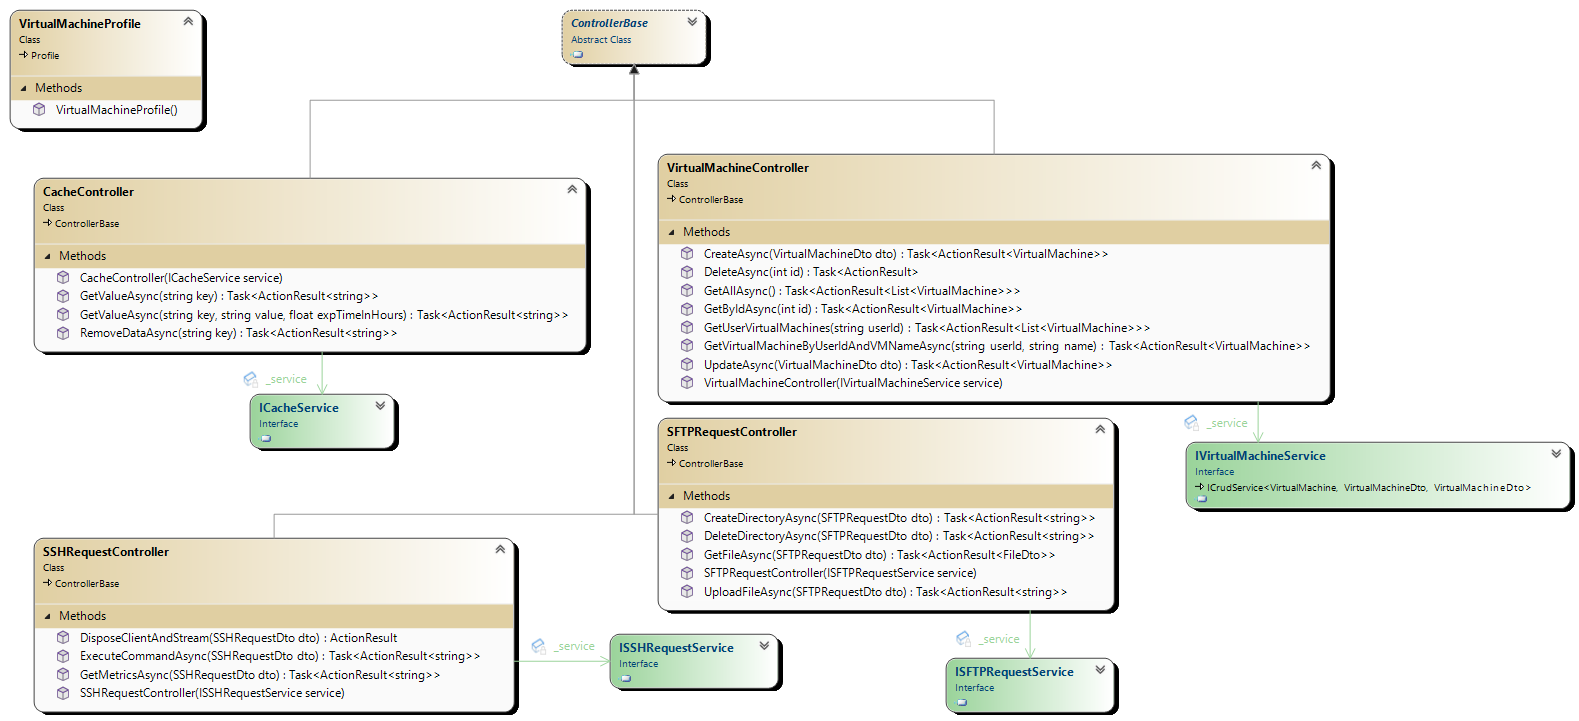 VirtualMachineProfile
Class
Profile
Methods
VirtualMachineProfile()
ControllerBase
Abstract Class
CacheController
Class
ControllerBase
Methods
CacheController(ICacheService service)
GetValueAsync(string key) : Task<ActionResult<string>>
GetValueAsync(string key, string value, float expTimeInHours) : Task<ActionResult<string>>
RemoveDataAsync(string key) : Task<ActionResult<string>>
_service
ICacheService
Interface
VirtualMachineController
Class
ControllerBase
Methods
CreateAsync(VirtualMachineDto dto) : Task<ActionResult<VirtualMachine>>
DeleteAsync(int id) : Task<ActionResult>
GetAllAsync() : Task<ActionResult<List<VirtualMachine>>>
GetByIdAsync(int id) : Task<ActionResult<VirtualMachine>>
GetUserVirtualMachines(string userId) : Task<ActionResult<List<VirtualMachine>>>
GetVirtualMachineByUserIdAndVMNameAsync(string userId, string name) : Task<ActionResult<VirtualMachine>>
UpdateAsync(VirtualMachineDto dto) : Task<ActionResult<VirtualMachine>>
VirtualMachineController(IVirtualMachineService service)
_service
IVirtualMachineService
Interface
ICrudService<VirtualMachine, VirtualMachineDto, VirtualMachineDto>
SFTPRequestController
Class
ControllerBase
Methods
CreateDirectoryAsync(SFTPRequestDto dto) : Task<ActionResult<string>>
DeleteDirectoryAsync(SFTPRequestDto dto) : Task<ActionResult<string>>
GetFileAsync(SFTPRequestDto dto) : Task<ActionResult<FileDto>>
SFTPRequestController(ISFTPRequestService service)
UploadFileAsync(SFTPRequestDto dto) : Task<ActionResult<string>>
_service
ISFTPRequestService
Interface
SSHRequestController
Class
ControllerBase
Methods
DisposeClientAndStream(SSHRequestDto dto) : ActionResult
ExecuteCommandAsync(SSHRequestDto dto) : Task<ActionResult<string>>
GetMetricsAsync(SSHRequestDto dto) : Task<ActionResult<string>>
SSHRequestController(ISSHRequestService service)
_service
ISSHRequestService
Interface